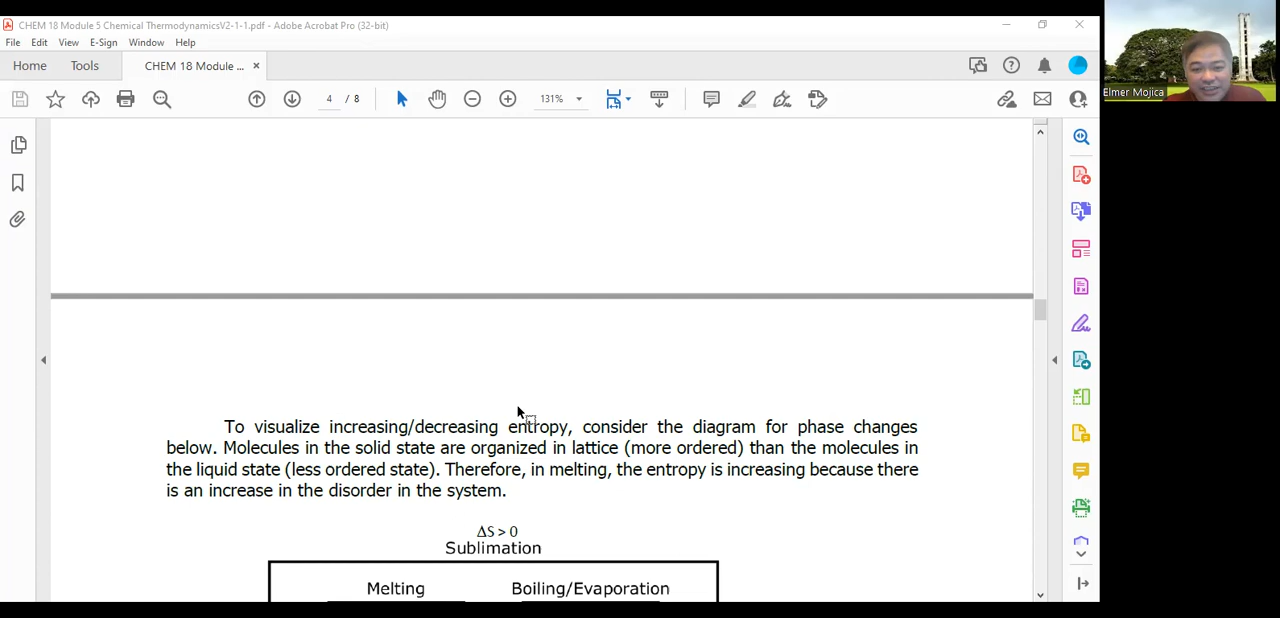 CHEM 18 Module 5 Chemical ThermodynamicsV2-1-1.pdf - Adobe Acrobat Pro (32-bit)
File Edit View E-Sign Window Help
Home Tools CHEM 18 Module ... ×
4 / 8 131%
Elmer Mojica
To visualize increasing/decreasing entropy, consider the diagram for phase changes
below. Molecules in the solid state are organized in lattice (more ordered) than the molecules in
the liquid state (less ordered state). Therefore, in melting, the entropy is increasing because there
is an increase in the disorder in the system.
ΔS > 0
Sublimation
Melting Boiling/Evaporation